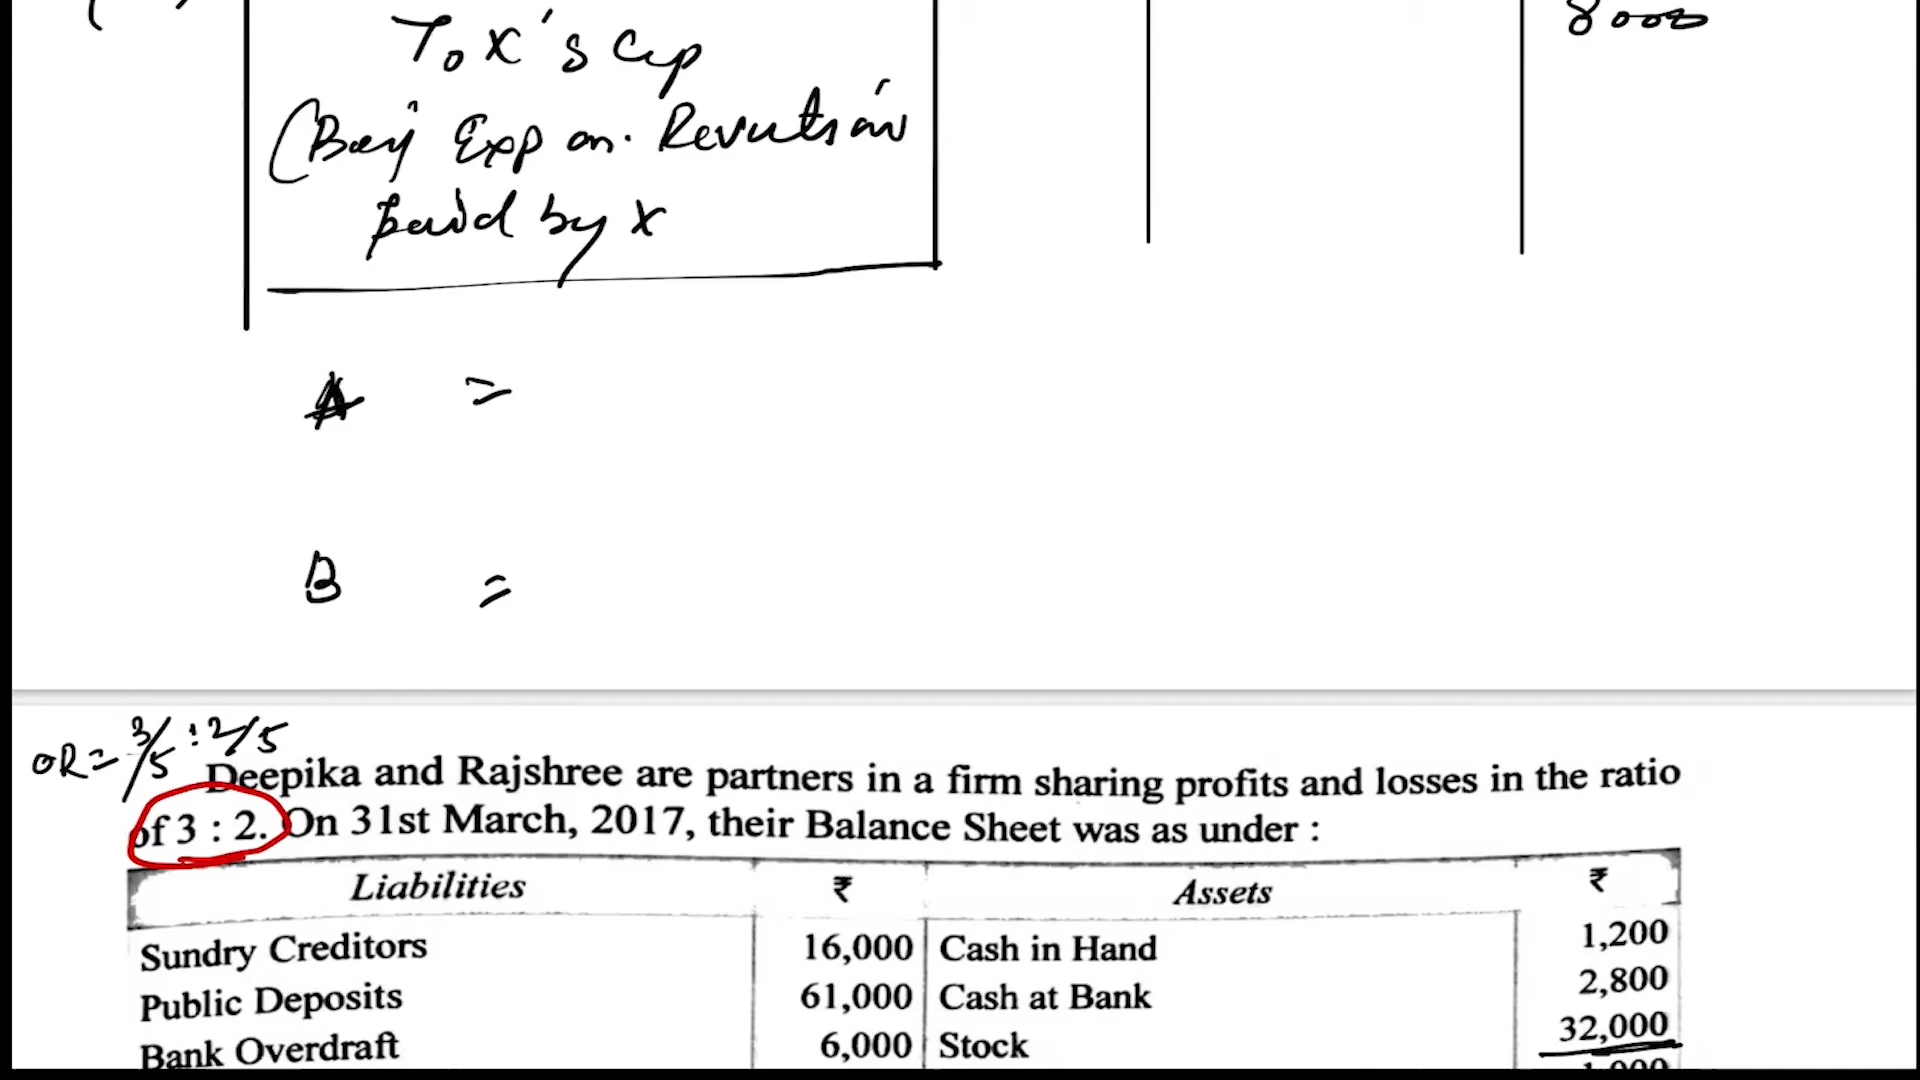 8000
To X's Cap
(Being Exp on. Revaluation
paid by X
A =
B =
OR = 3/5 : 2/5
Deepika and Rajshree are partners in a firm sharing profits and losses in the ratio
of 3 : 2. On 31st March, 2017, their Balance Sheet was as under :
Liabilities ₹ Assets ₹
Sundry Creditors 16,000 Cash in Hand 1,200
Public Deposits 61,000 Cash at Bank 2,800
Bank Overdraft 6,000 Stock 32,000